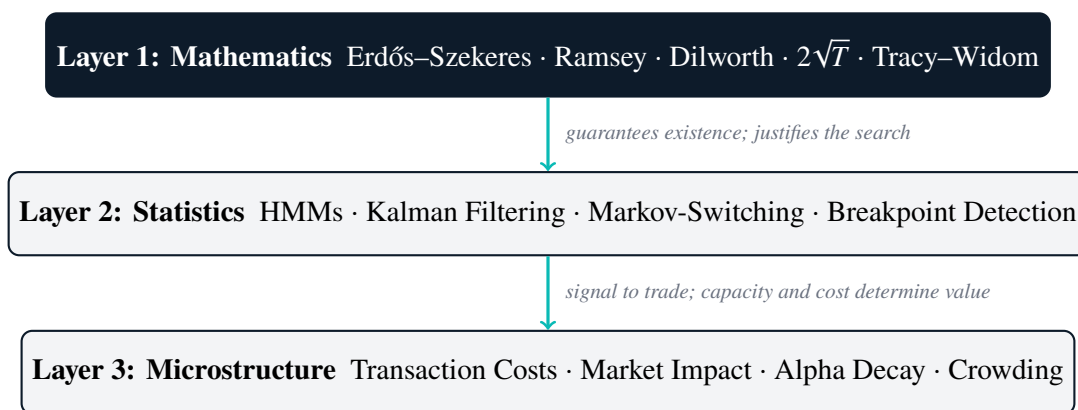 Layer 1: Mathematics Erdős–Szekeres · Ramsey · Dilworth · 2√T · Tracy–Widom
guarantees existence; justifies the search
Layer 2: Statistics HMMs · Kalman Filtering · Markov-Switching · Breakpoint Detection
signal to trade; capacity and cost determine value
Layer 3: Microstructure Transaction Costs · Market Impact · Alpha Decay · Crowding